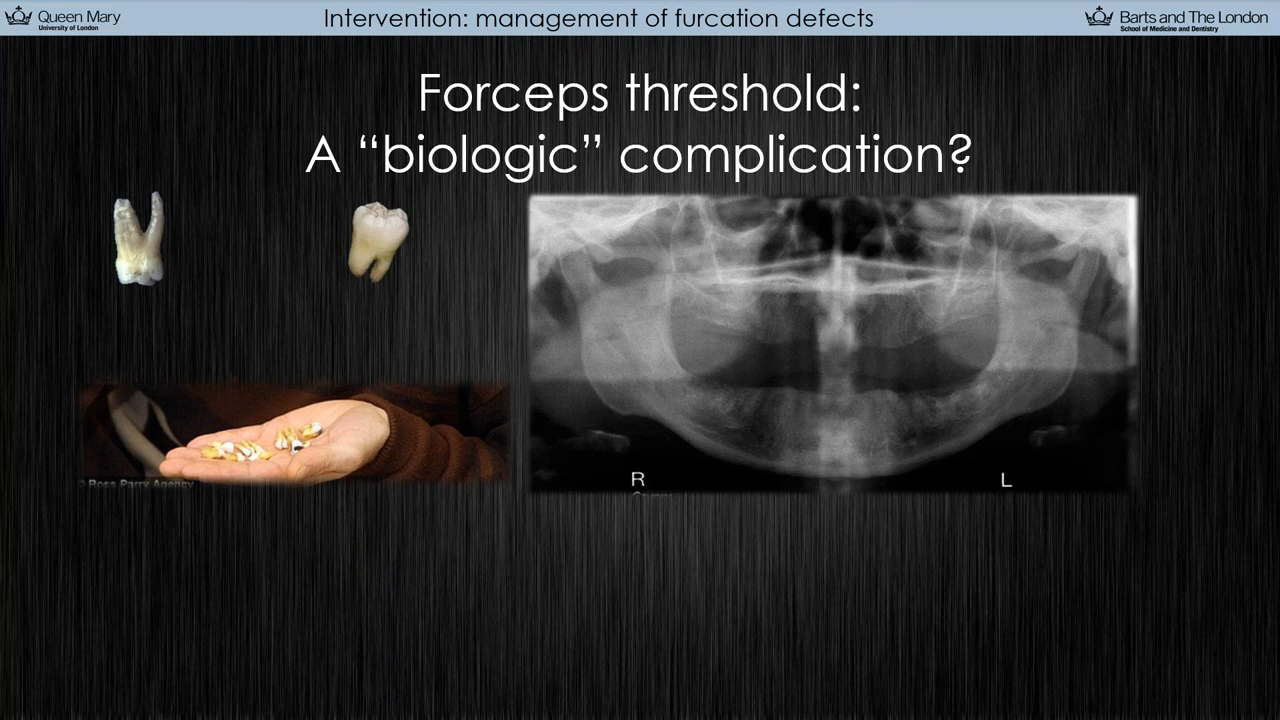 Queen Mary
University of London
Intervention: management of furcation defects
Barts and The London
School of Medicine and Dentistry
Forceps threshold:
A “biologic” complication?
© Ross Parry Agency
R
L